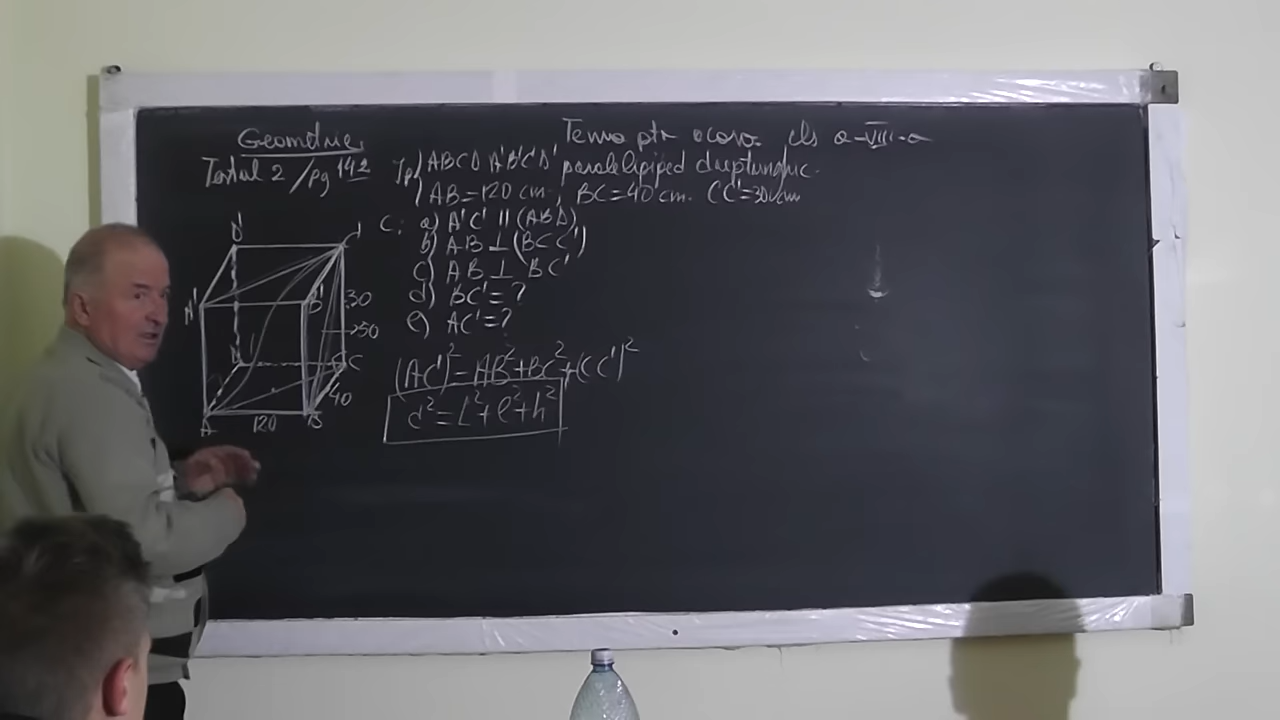 Geometrie
Tema ptr acasa cls a-VIII-a
Testul 2 / pg 142
Ip ABCD A'B'C'D' paralelipiped dreptunghic.
AB=120 cm, BC=40 cm. CC'=30 cm
C: a) A'C' || (ABD)
b) AB ⊥ (BCC')
c) AB ⊥ BC'
d) BC'=?
e) AC'=?
(AC')²=AB²+BC²+(CC')²
d²=L²+l²+h²
D' C'
A' B' 30
50
D C
40
A 120 B